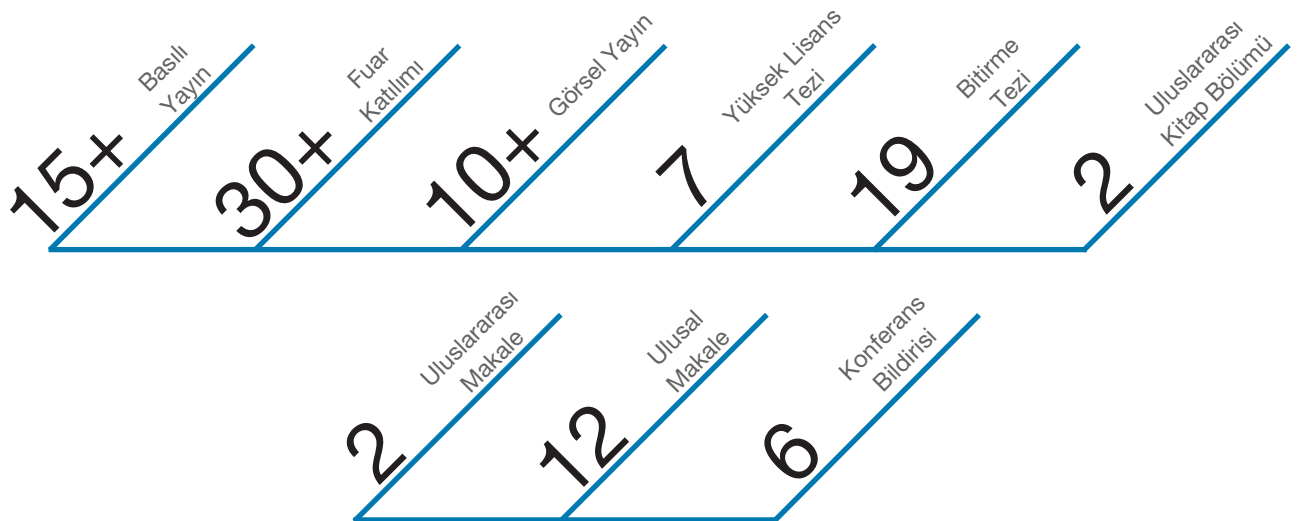 15+
Basılı
Yayın
30+
Fuar
Katılımı
10+
Görsel Yayın
7
Yüksek Lisans
Tezi
19
Bitirme
Tezi
2
Uluslararası
Kitap Bölümü
2
Uluslararası
Makale
12
Ulusal
Makale
6
Konferans
Bildirisi